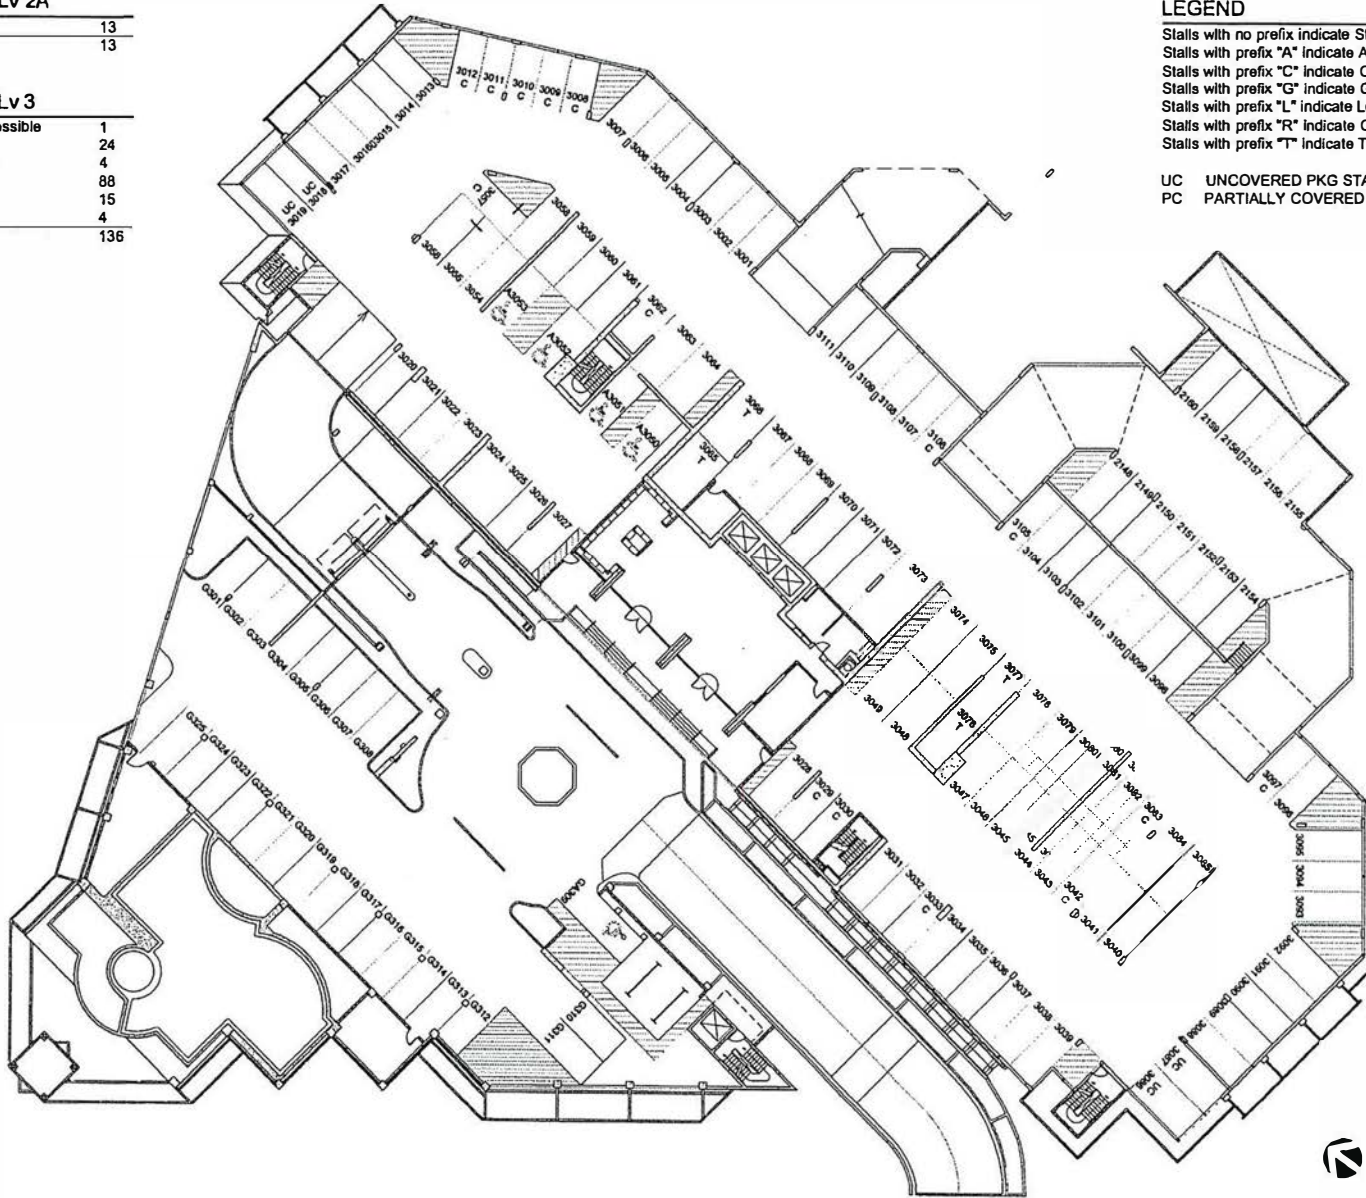 Lv 2A
13
13
Lv 3
essible 1
24
4
88
15
4
136
LEGEND
Stalls with no prefix indicate
Stalls with prefix "A" indicate
Stalls with prefix "C" indicate
Stalls with prefix "G" indicate
Stalls with prefix "L" indicate
Stalls with prefix "R" indicate
Stalls with prefix "T" indicate
UC UNCOVERED PKG
PC PARTIALLY COVERED
3012 C
3011 C
3010 C
3009 C
3008 C
3013
3014
3015
3016
3017
UC 3018
UC 3019
3007
3006
3005
3004
3003
3002
3001
3057 C
3058
3059
3060
3061
3062 C
3063
3064
3056
3055
3054
A3053
A3052
A3051
A3050
3066 T
3065 T
3067
3068
3069
3070
3071
3072
3073
3111
3110
3109
3108
3107
3106 C
3105 C
3104
3103
3102
3101
3100
3099
3098
2160
2159
2158
2157
2156
2155
2148
2149
2150
2151
2152
2153
2154
3020
3021
3022
3023
3024
3025
3026
3027
G301
G302
G303
G304
G305
G306
G307
G308
G325
G324
G323
G322
G321
G320
G319
G318
G317
G316
G315
G314
G313
G312
GA309
G310
G311
3074
3075
3077 T
3076 T
3078
3079
3080
3081
3082
3083 C
3084
3085
3049
3048
3047
3046
3045
3044
3043
3042 C
3041
3040
3028
3029 C
3030 C
3031
3032 C
3033
3034
3035
3036
3037
3038
3039
3097 C
3096
3095
3094
3093
3092
3091
3090
3089
3088
3087 UC
3086 UC